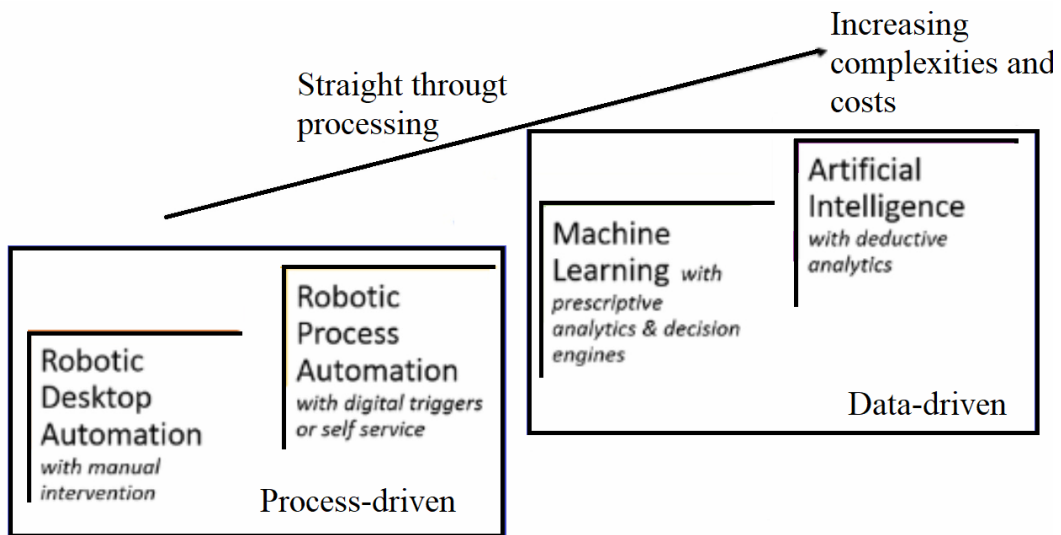 Increasing
complexities and
costs
Straight througt
processing
Artificial
Intelligence
with deductive
analytics
Machine
Learning with
prescriptive
analytics & decision
engines
Data-driven
Robotic
Process
Automation
with digital triggers
or self service
Robotic
Desktop
Automation
with manual
intervention
Process-driven